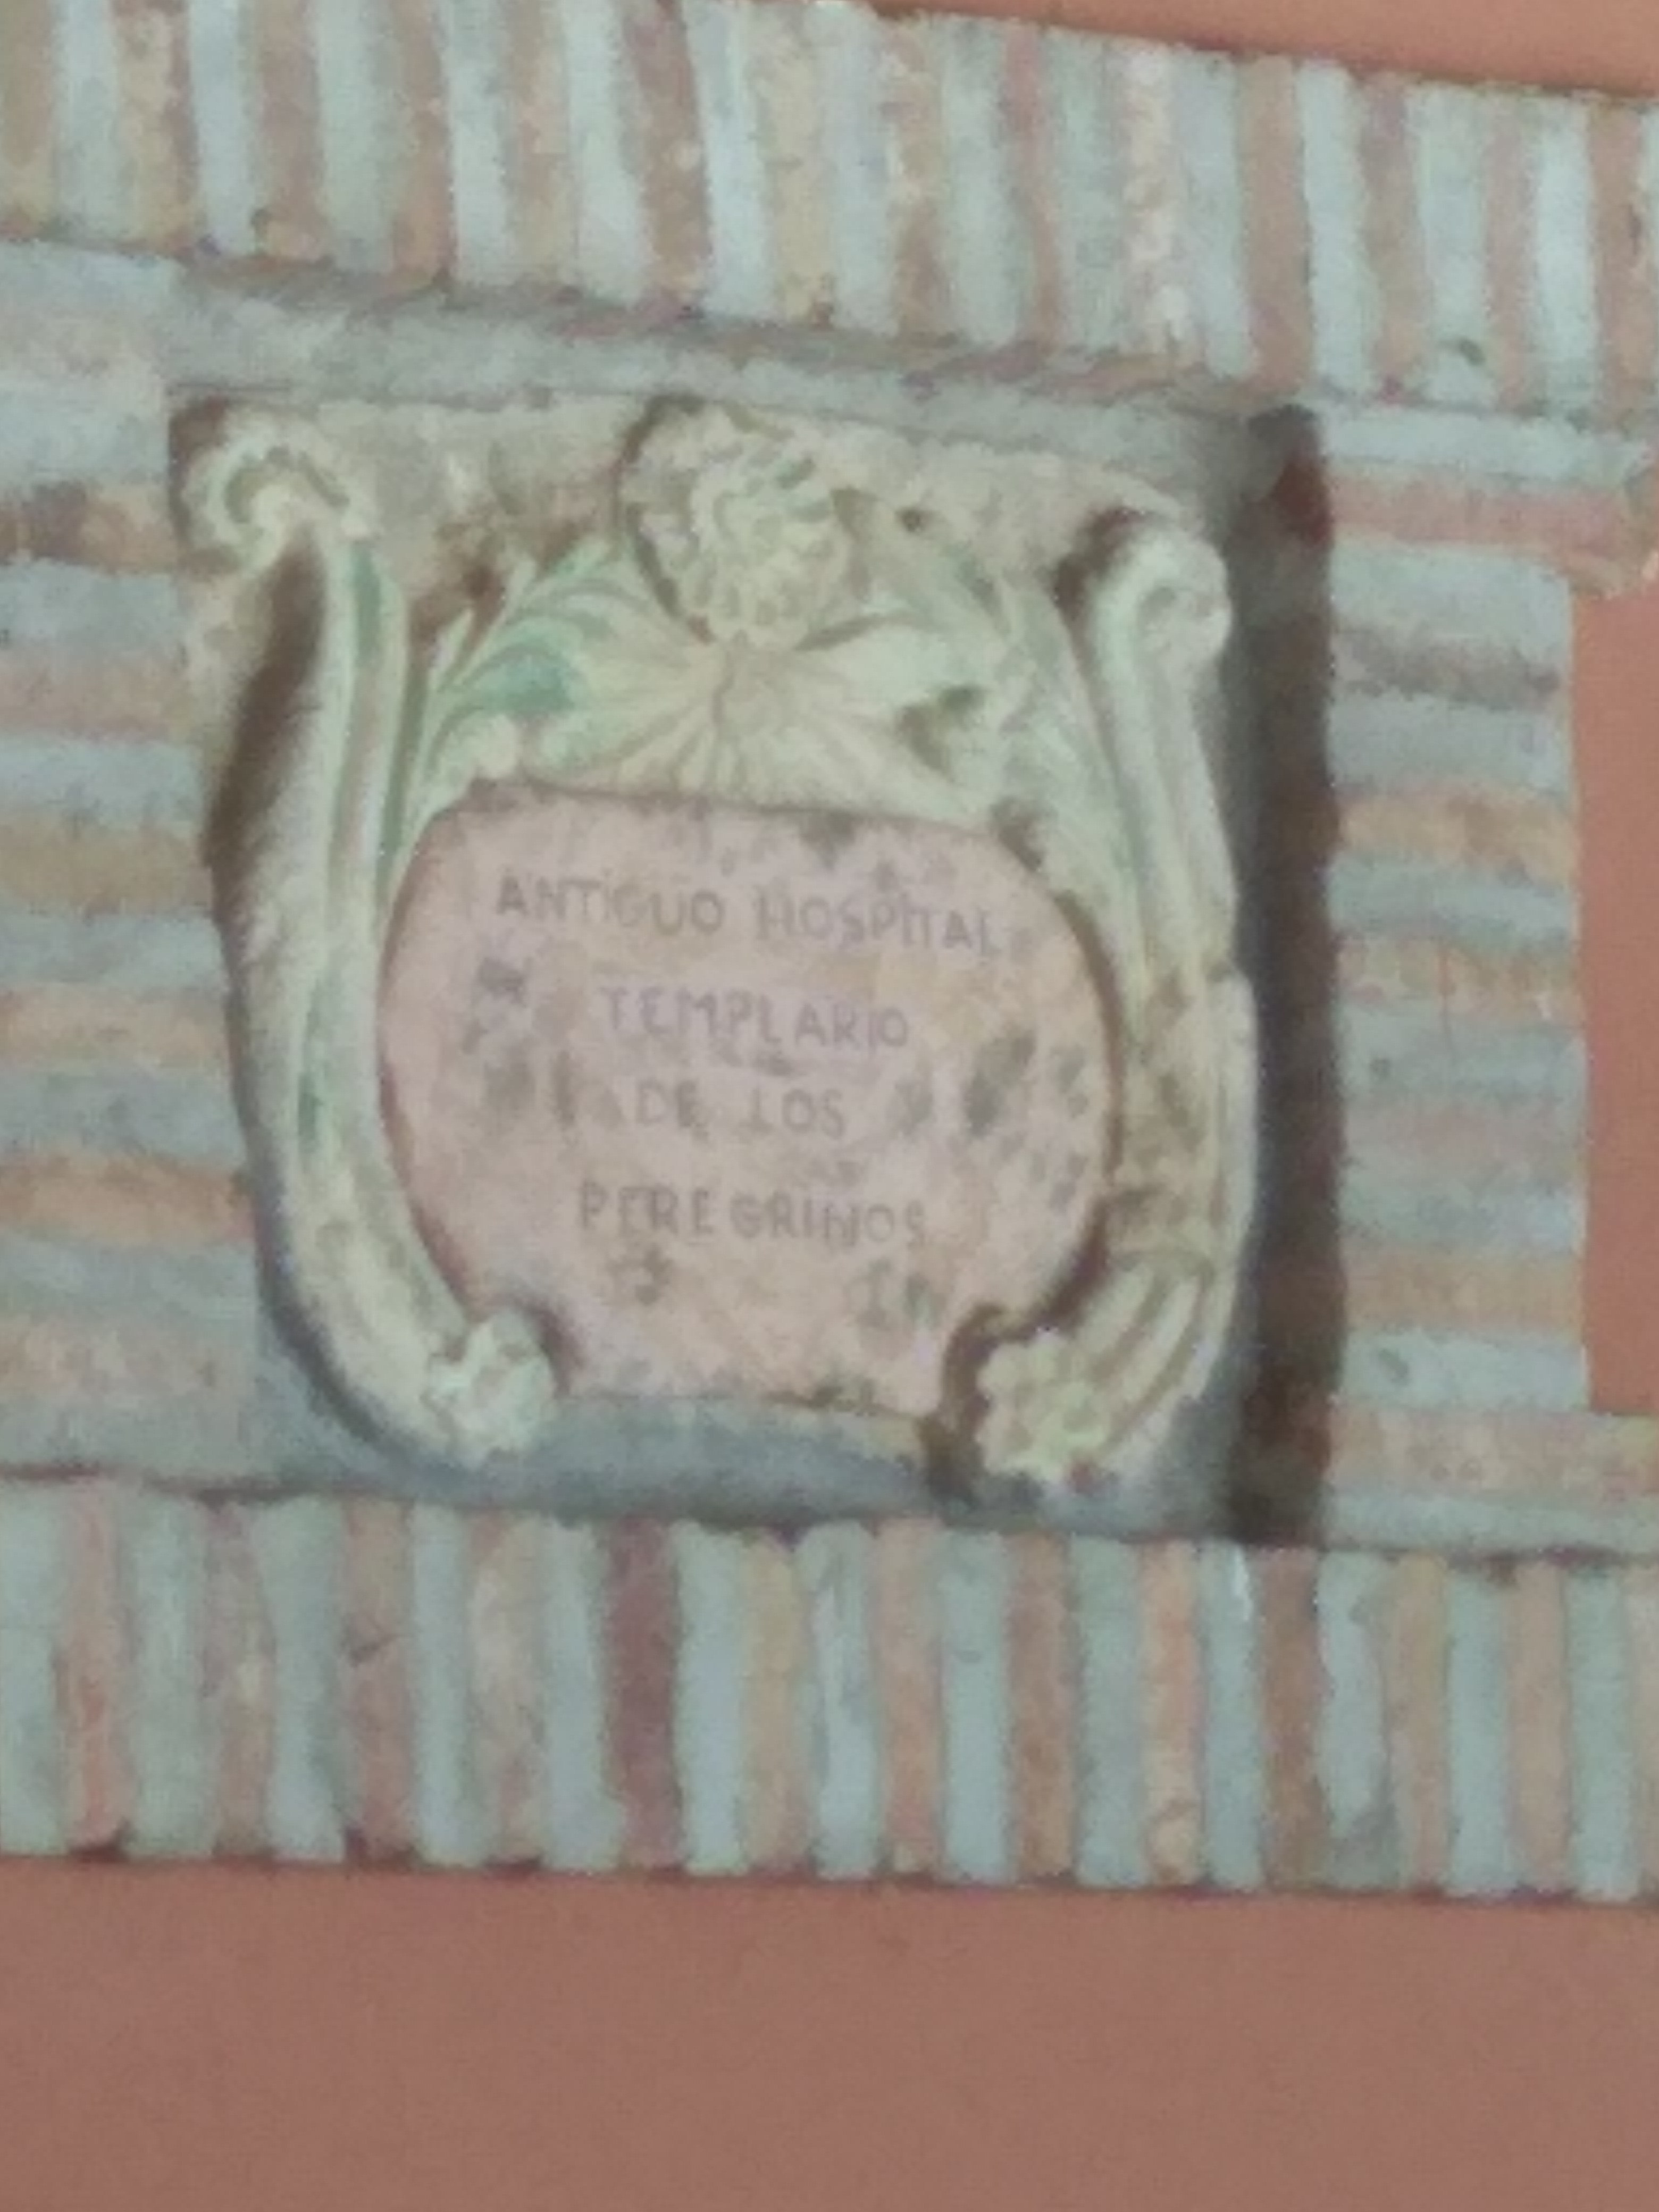 ANTIGUO HOSPITAL
TEMPLARIO
DE LOS
PEREGRINOS